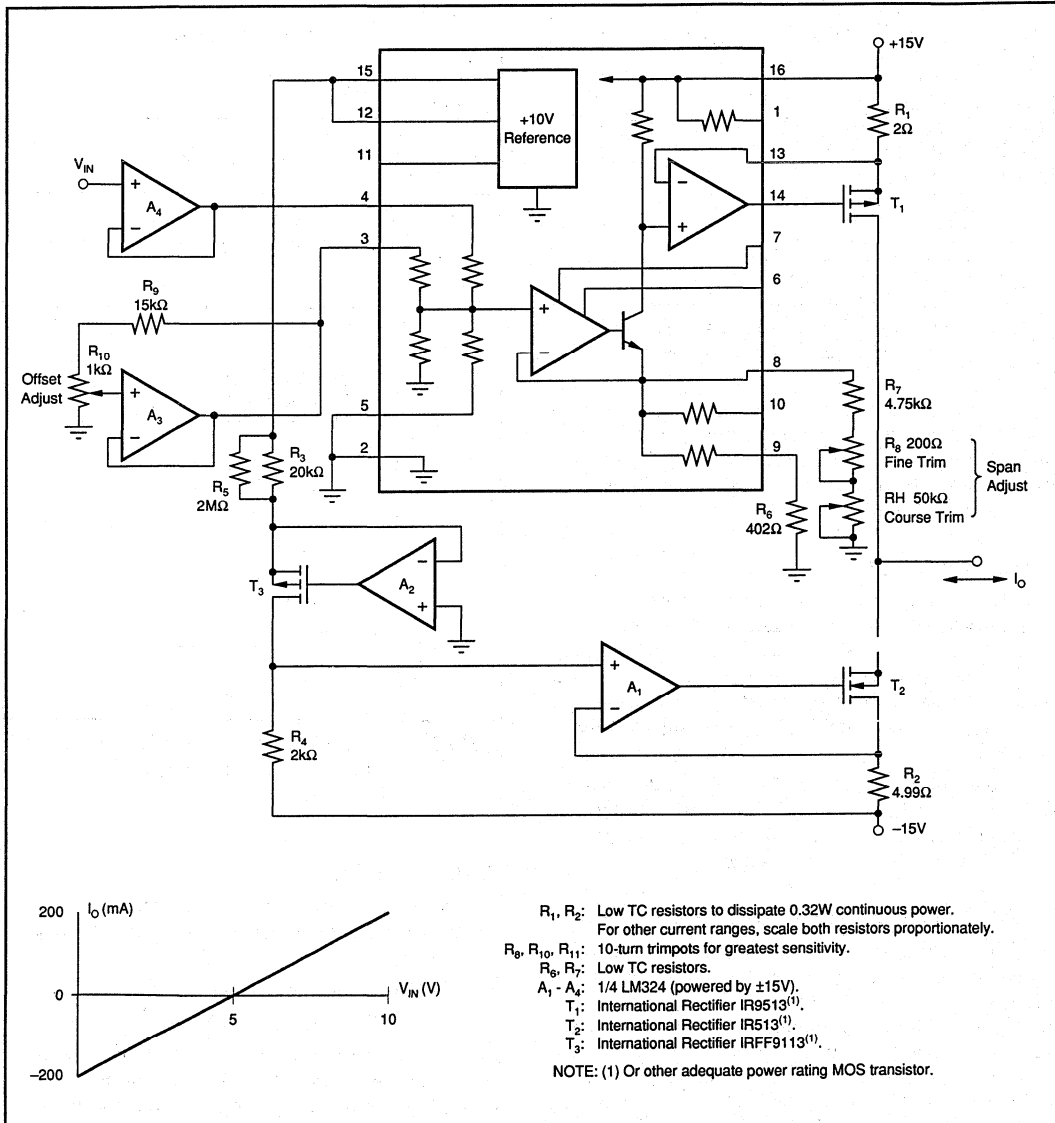 +15V
15
16
R1
2Ω
12
+10V
Reference
1
11
13
VIN
+
A4
−
4
−
+
14
T1
3
7
6
R9
15kΩ
+
−
R10
1kΩ
Offset
Adjust
+
A3
−
8
R7
4.75kΩ
5
10
R3
20kΩ
2
9
R8 200Ω
Fine Trim
Span
Adjust
R5
2MΩ
RH 50kΩ
Course Trim
R6
402Ω
−
A2
+
T3
IO
+
A1
−
T2
R4
2kΩ
R2
4.99Ω
−15V
200
IO (mA)
0
VIN (V)
5
10
−200
R1, R2: Low TC resistors to dissipate 0.32W continuous power.
For other current ranges, scale both resistors proportionately.
R8, R10, R11: 10-turn trimpots for greatest sensitivity.
R6, R7: Low TC resistors.
A1 - A4: 1/4 LM324 (powered by ±15V).
T1: International Rectifier IR9513(1).
T2: International Rectifier IR513(1).
T3: International Rectifier IRFF9113(1).
NOTE: (1) Or other adequate power rating MOS transistor.